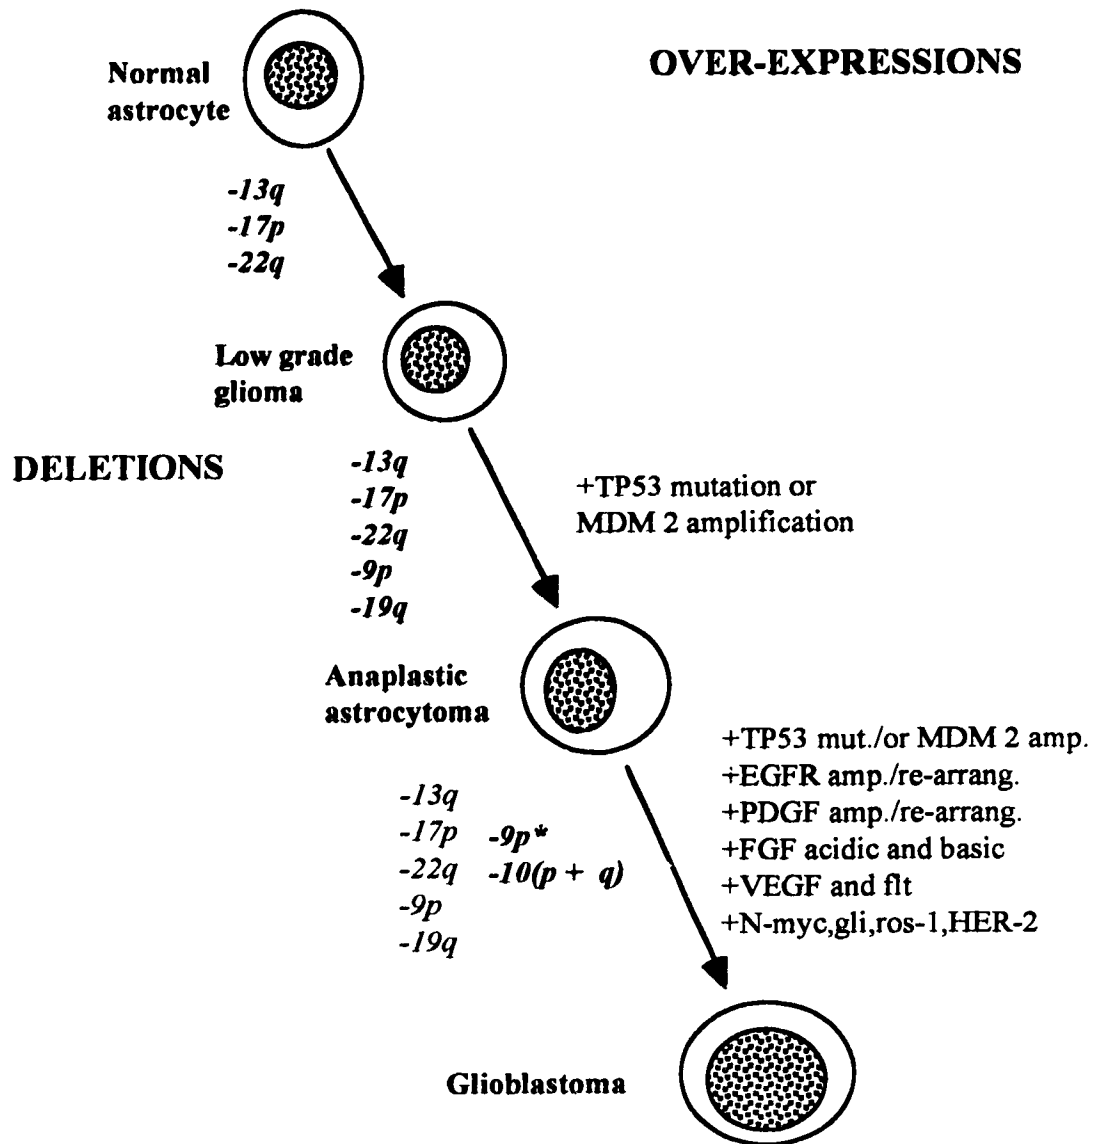 OVER-EXPRESSIONS
Normal
astrocyte
-13q
-17p
-22q
Low grade
glioma
DELETIONS
-13q
-17p
-22q
-9p
-19q
+TP53 mutation or
MDM 2 amplification
Anaplastic
astrocytoma
-13q
-17p -9p*
-22q -10(p + q)
-9p
-19q
+TP53 mut./or MDM 2 amp.
+EGFR amp./re-arrang.
+PDGF amp./re-arrang.
+FGF acidic and basic
+VEGF and flt
+N-myc,gli,ros-1,HER-2
Glioblastoma